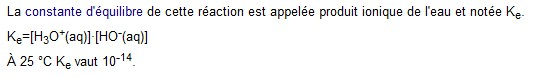 La constante d'équilibre de cette réaction est appelée produit ionique de l'eau et notée Kₑ.
Kₑ=[H₃O⁺(aq)]·[HO⁻(aq)]
À 25 °C Kₑ vaut 10⁻¹⁴.